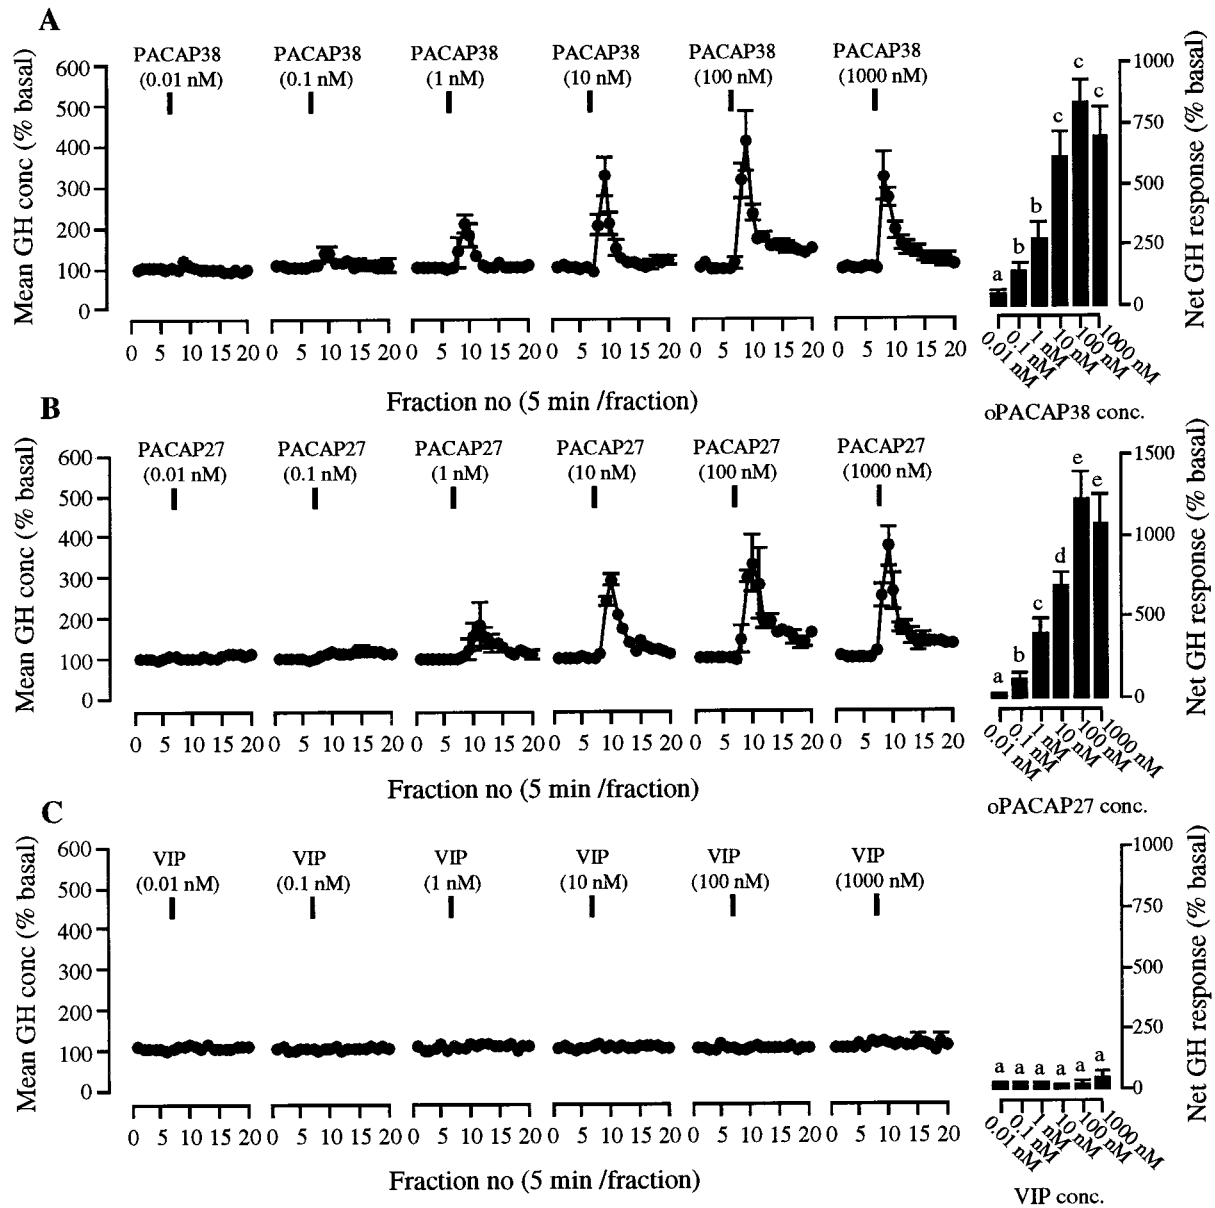 A
PACAP38 PACAP38 PACAP38 PACAP38 PACAP38 PACAP38
(0.01 nM) (0.1 nM) (1 nM) (10 nM) (100 nM) (1000 nM)
Mean GH conc (% basal)
600
500
400
300
200
100
0
0 5 10 15 20 0 5 10 15 20 0 5 10 15 20 0 5 10 15 20 0 5 10 15 20 0 5 10 15 20
Fraction no (5 min /fraction)
a b b c c c
1000
750
500
250
0
Net GH response (% basal)
0.01 nM 0.1 nM 1 nM 10 nM 100 nM 1000 nM
oPACAP38 conc.
B
PACAP27 PACAP27 PACAP27 PACAP27 PACAP27 PACAP27
(0.01 nM) (0.1 nM) (1 nM) (10 nM) (100 nM) (1000 nM)
Mean GH conc (% basal)
600
500
400
300
200
100
0
0 5 10 15 20 0 5 10 15 20 0 5 10 15 20 0 5 10 15 20 0 5 10 15 20 0 5 10 15 20
Fraction no (5 min /fraction)
a b c d e e
1500
1000
500
0
Net GH response (% basal)
0.01 nM 0.1 nM 1 nM 10 nM 100 nM 1000 nM
oPACAP27 conc.
C
VIP VIP VIP VIP VIP VIP
(0.01 nM) (0.1 nM) (1 nM) (10 nM) (100 nM) (1000 nM)
Mean GH conc (% basal)
600
500
400
300
200
100
0
0 5 10 15 20 0 5 10 15 20 0 5 10 15 20 0 5 10 15 20 0 5 10 15 20 0 5 10 15 20
Fraction no (5 min /fraction)
a a a a a a
1000
750
500
250
0
Net GH response (% basal)
0.01 nM 0.1 nM 1 nM 10 nM 100 nM 1000 nM
VIP conc.